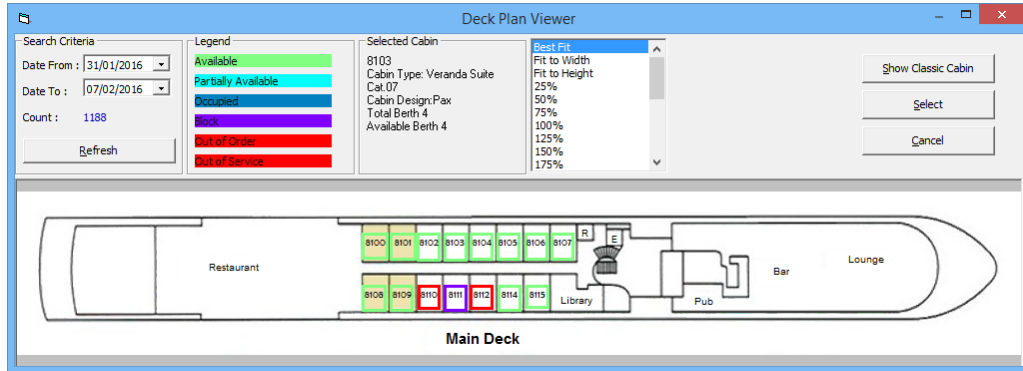 Deck Plan Viewer
Search Criteria
Date From : 31/01/2016
Date To : 07/02/2016
Count : 1188
Refresh
Legend
Available
Partially Available
Occupied
Block
Out of Order
Out of Service
Selected Cabin
8103
Cabin Type: Veranda Suite
Cat.07
Cabin Design:Pax
Total Berth 4
Available Berth 4
Best Fit
Fit to Width
Fit to Height
25%
50%
75%
100%
125%
150%
175%
Show Classic Cabin
Select
Cancel
8100 8101 8102 8103 8104 8105 8106 8107 R E
Restaurant
Bar
Lounge
8108 8109 8110 8111 8112 8114 8115 Library
Pub
Main Deck